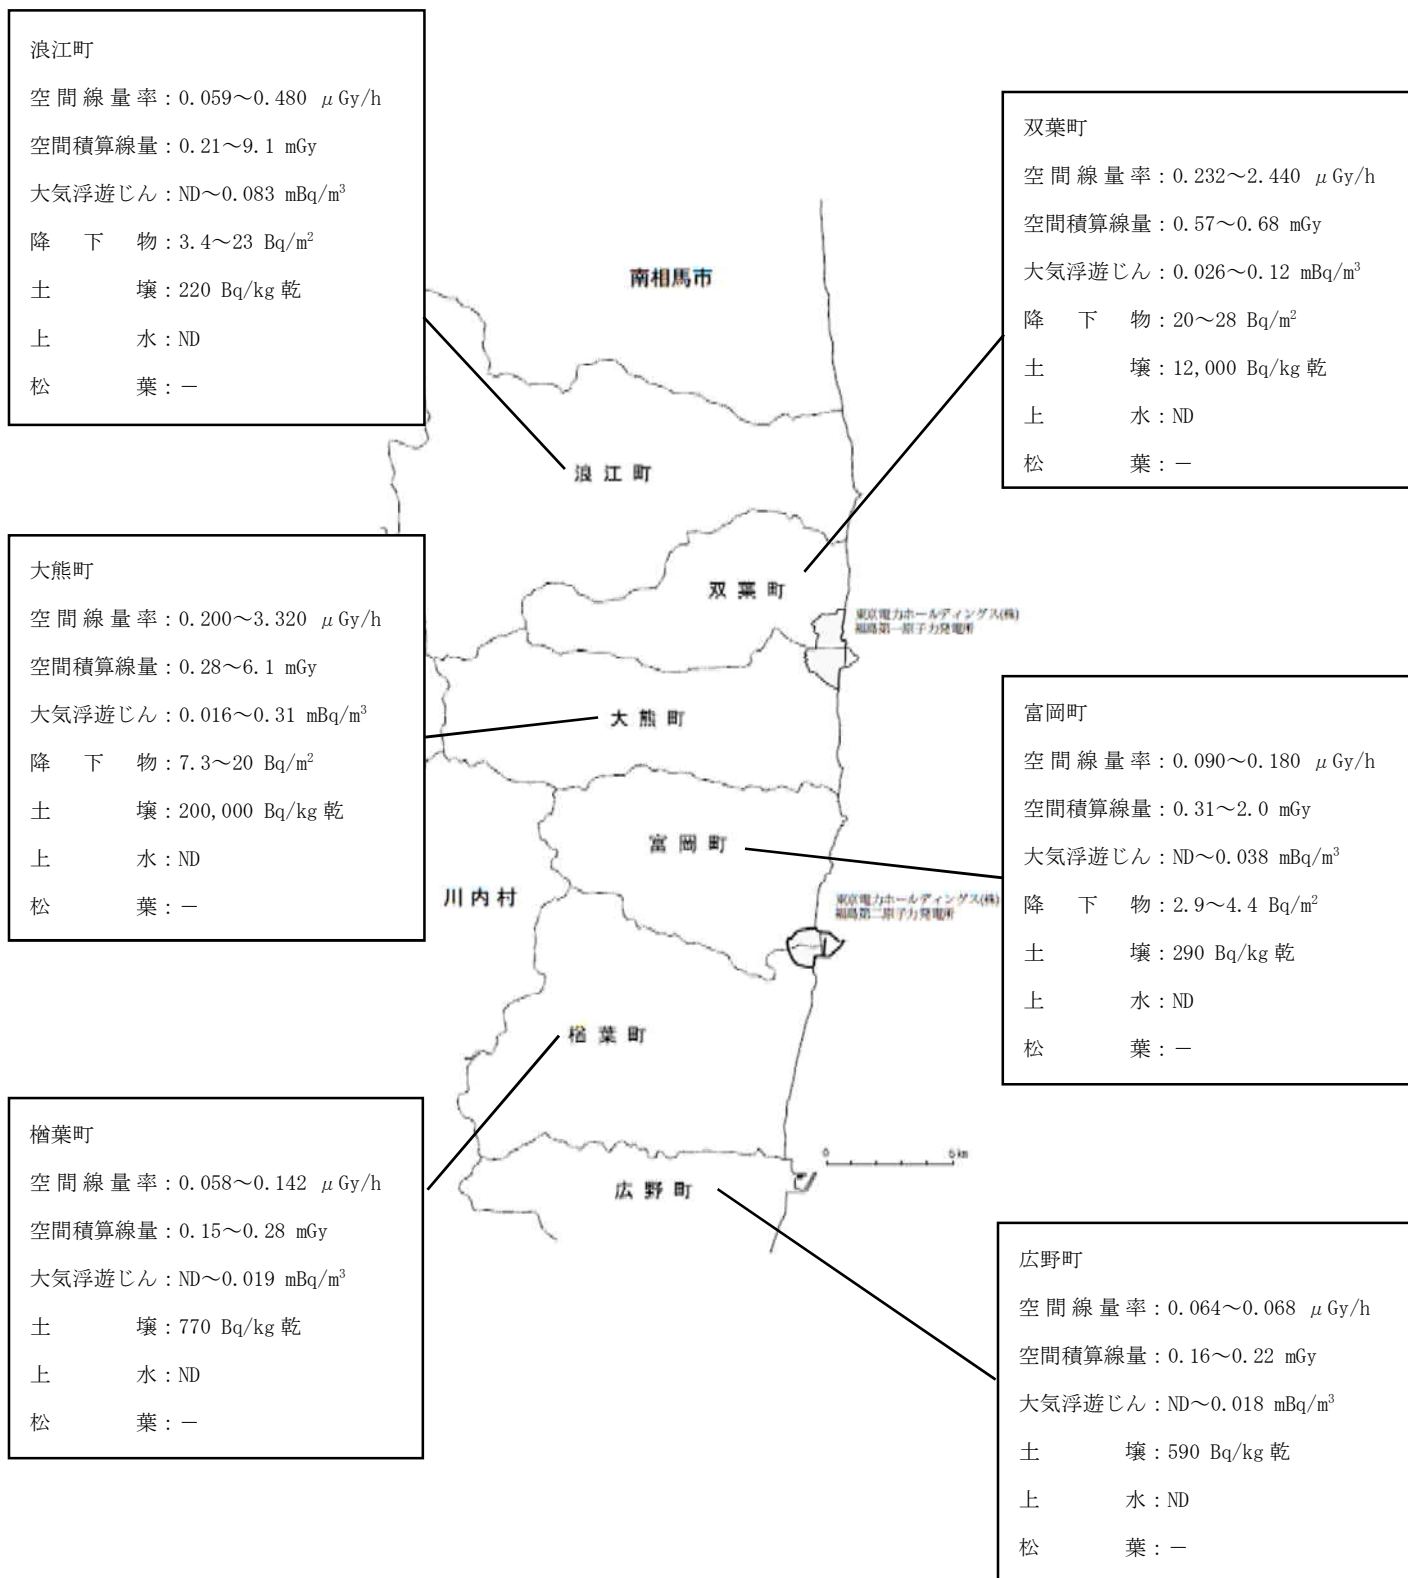 浪江町
空間線量率：0.059～0.480 μGy/h
空間積算線量：0.21～9.1 mGy
大気浮遊じん：ND～0.083 mBq/m³
降下物：3.4～23 Bq/m²
土壌：220 Bq/kg 乾
上水：ND
松葉：－
双葉町
空間線量率：0.232～2.440 μGy/h
空間積算線量：0.57～0.68 mGy
大気浮遊じん：0.026～0.12 mBq/m³
降下物：20～28 Bq/m²
土壌：12,000 Bq/kg 乾
上水：ND
松葉：－
南相馬市
浪江町
双葉町
東京電力ホールディングス(株)
福島第一原子力発電所
大熊町
空間線量率：0.200～3.320 μGy/h
空間積算線量：0.28～6.1 mGy
大気浮遊じん：0.016～0.31 mBq/m³
降下物：7.3～20 Bq/m²
土壌：200,000 Bq/kg 乾
上水：ND
松葉：－
大熊町
富岡町
川内村
東京電力ホールディングス(株)
福島第二原子力発電所
富岡町
空間線量率：0.090～0.180 μGy/h
空間積算線量：0.31～2.0 mGy
大気浮遊じん：ND～0.038 mBq/m³
降下物：2.9～4.4 Bq/m²
土壌：290 Bq/kg 乾
上水：ND
松葉：－
楢葉町
楢葉町
空間線量率：0.058～0.142 μGy/h
空間積算線量：0.15～0.28 mGy
大気浮遊じん：ND～0.019 mBq/m³
土壌：770 Bq/kg 乾
上水：ND
松葉：－
0 5km
広野町
広野町
空間線量率：0.064～0.068 μGy/h
空間積算線量：0.16～0.22 mGy
大気浮遊じん：ND～0.018 mBq/m³
土壌：590 Bq/kg 乾
上水：ND
松葉：－